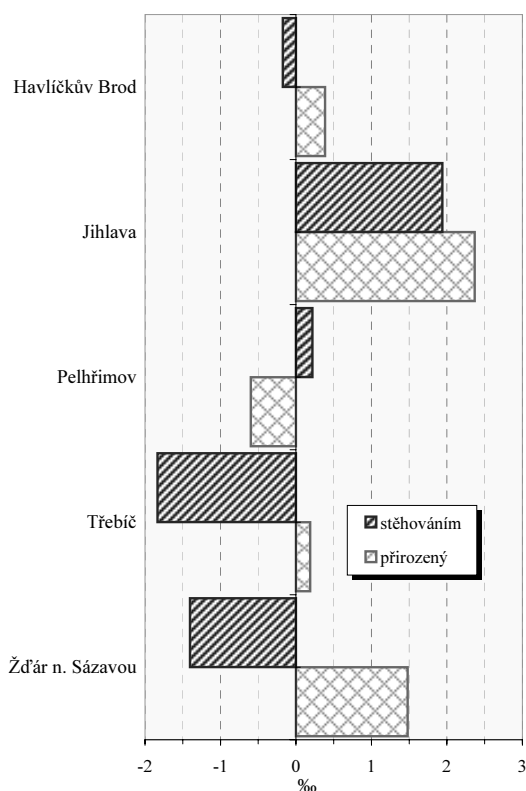 Havlíčkův Brod
Jihlava
Pelhřimov
Třebíč
Žďár n. Sázavou
stěhováním
přirozený
-2 -1 0 1 2 3
‰